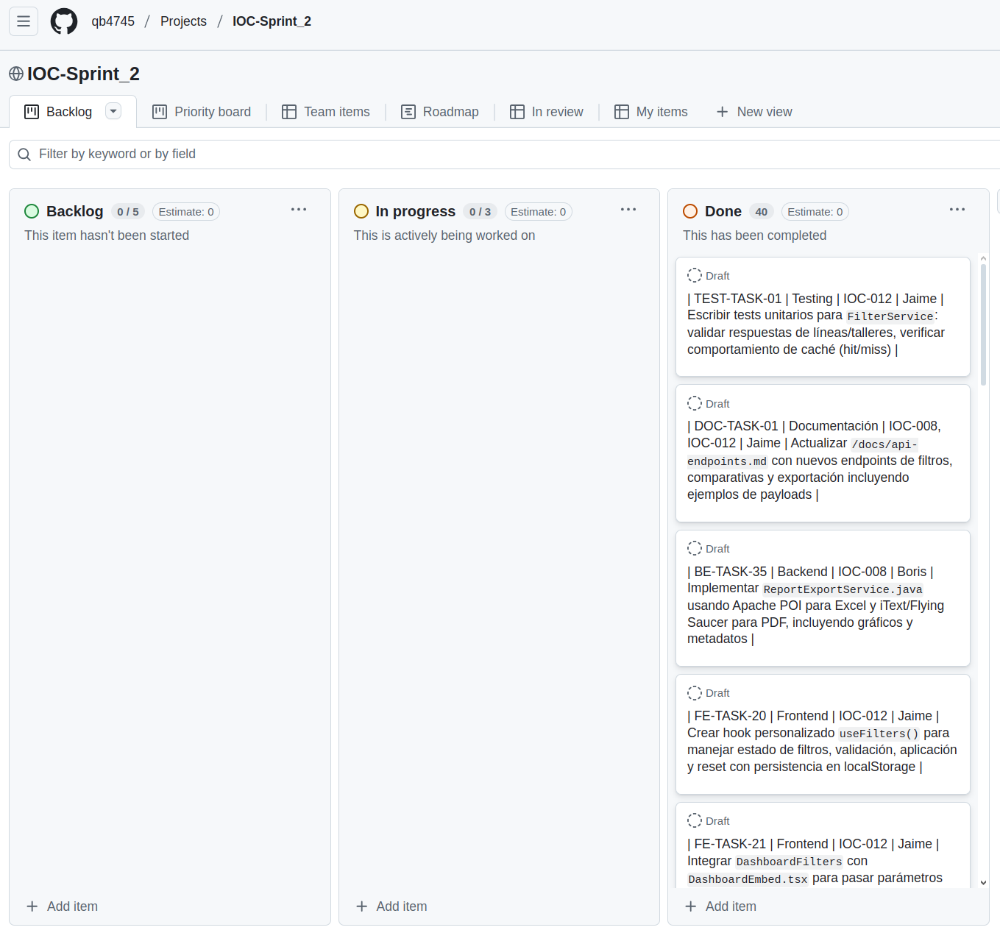 qb4745 / Projects / IOC-Sprint_2
IOC-Sprint_2
Backlog Priority board Team items Roadmap In review My items New view
Filter by keyword or by field
Backlog 0 / 5 Estimate: 0
This item hasn't been started
Add item
In progress 0 / 3 Estimate: 0
This is actively being worked on
Add item
Done 40 Estimate: 0
This has been completed
Draft
| TEST-TASK-01 | Testing | IOC-012 | Jaime |
Escribir tests unitarios para FilterService:
validar respuestas de líneas/talleres, verificar
comportamiento de caché (hit/miss) |
Draft
| DOC-TASK-01 | Documentación | IOC-008,
IOC-012 | Jaime | Actualizar /docs/api-
endpoints.md con nuevos endpoints de filtros,
comparativas y exportación incluyendo
ejemplos de payloads |
Draft
| BE-TASK-35 | Backend | IOC-008 | Boris |
Implementar ReportExportService.java
usando Apache POI para Excel y iText/Flying
Saucer para PDF, incluyendo gráficos y
metadatos |
Draft
| FE-TASK-20 | Frontend | IOC-012 | Jaime |
Crear hook personalizado useFilters() para
manejar estado de filtros, validación, aplicación
y reset con persistencia en localStorage |
Draft
| FE-TASK-21 | Frontend | IOC-012 | Jaime |
Integrar DashboardFilters con
DashboardEmbed.tsx para pasar parámetros
Add item